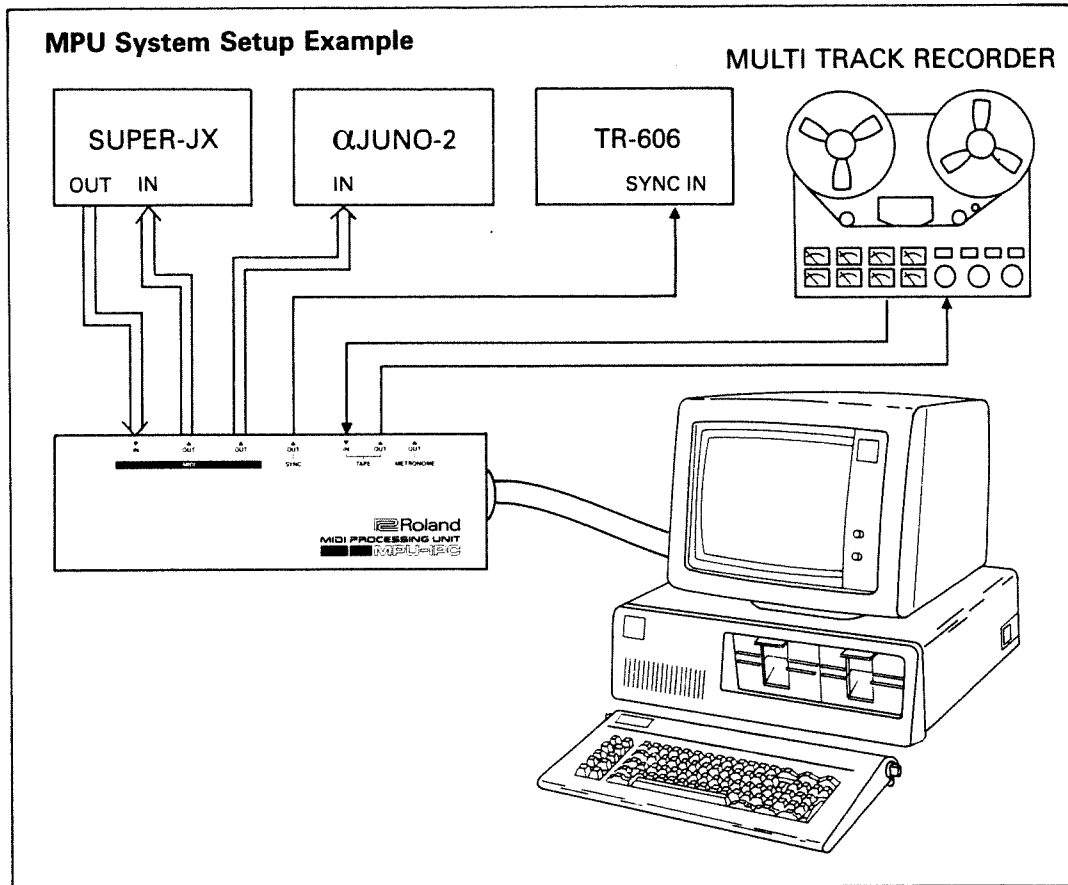 MPU System Setup Example
MULTI TRACK RECORDER
SUPER-JX
OUT IN
αJUNO-2
IN
TR-606
SYNC IN
IN OUT OUT OUT IN OUT OUT
MIDI SYNC TAPE METRONOME
Roland
MIDI PROCESSING UNIT
MPU-IPC